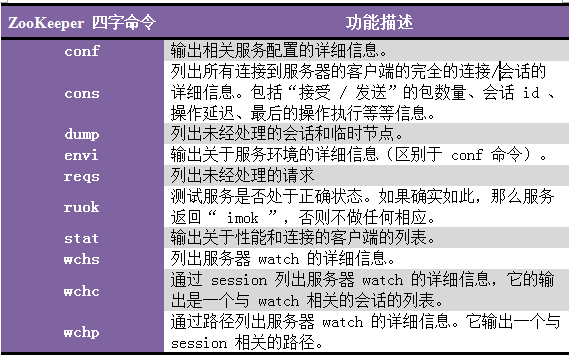 ZooKeeper 四字命令 功能描述
conf 输出相关服务配置的详细信息。
cons 列出所有连接到服务器的客户端的完全的连接/会话的
详细信息。包括“接受 / 发送”的包数量、会话 id 、
操作延迟、最后的操作执行等等信息。
dump 列出未经处理的会话和临时节点。
envi 输出关于服务环境的详细信息（区别于 conf 命令）。
reqs 列出未经处理的请求
ruok 测试服务是否处于正确状态。如果确实如此，那么服务
返回“ imok ”，否则不做任何相应。
stat 输出关于性能和连接的客户端的列表。
wchs 列出服务器 watch 的详细信息。
wchc 通过 session 列出服务器 watch 的详细信息，它的输
出是一个与 watch 相关的会话的列表。
wchp 通过路径列出服务器 watch 的详细信息。它输出一个与
session 相关的路径。